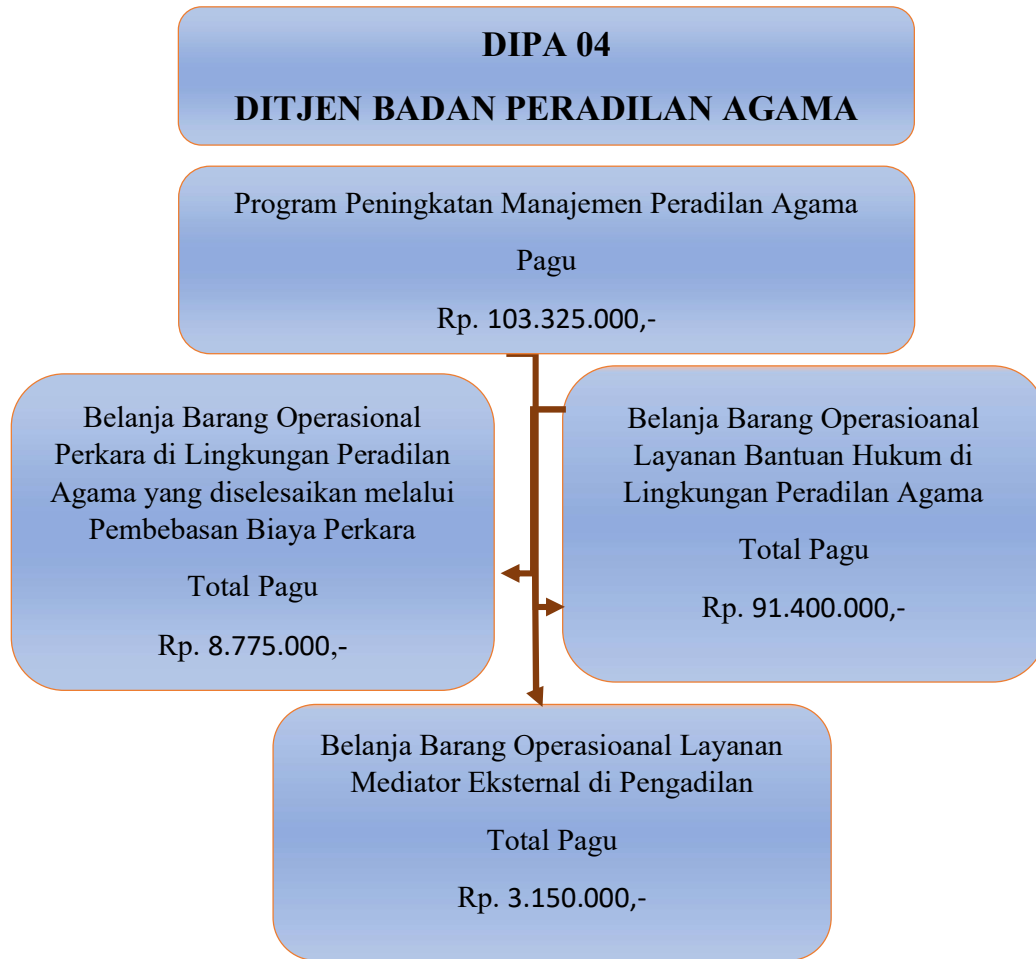 DIPA 04
DITJEN BADAN PERADILAN AGAMA
Program Peningkatan Manajemen Peradilan Agama
Pagu
Rp. 103.325.000,-
Belanja Barang Operasional
Perkara di Lingkungan Peradilan
Agama yang diselesaikan melalui
Pembebasan Biaya Perkara
Total Pagu
Rp. 8.775.000,-
Belanja Barang Operasioanal
Layanan Bantuan Hukum di
Lingkungan Peradilan Agama
Total Pagu
Rp. 91.400.000,-
Belanja Barang Operasioanal Layanan
Mediator Eksternal di Pengadilan
Total Pagu
Rp. 3.150.000,-